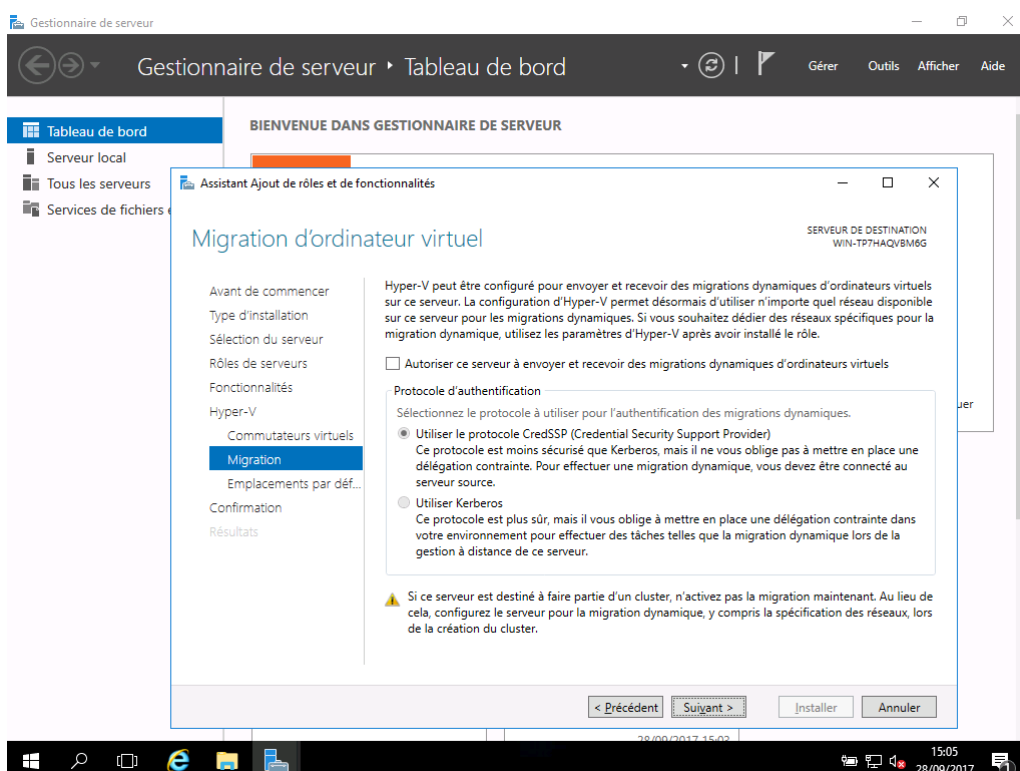 Gestionnaire de serveur
Gestionnaire de serveur ‣ Tableau de bord
Gérer Outils Afficher Aide
Tableau de bord
Serveur local
Tous les serveurs
Services de fichiers
BIENVENUE DANS GESTIONNAIRE DE SERVEUR
Assistant Ajout de rôles et de fonctionnalités
Migration d’ordinateur virtuel
SERVEUR DE DESTINATION
WIN-TP7HAQVBM6G
Avant de commencer
Type d'installation
Sélection du serveur
Rôles de serveurs
Fonctionnalités
Hyper-V
Commutateurs virtuels
Migration
Emplacements par déf...
Confirmation
Résultats
Hyper-V peut être configuré pour envoyer et recevoir des migrations dynamiques d’ordinateurs virtuels
sur ce serveur. La configuration d’Hyper-V permet désormais d’utiliser n’importe quel réseau disponible
sur ce serveur pour les migrations dynamiques. Si vous souhaitez dédier des réseaux spécifiques pour la
migration dynamique, utilisez les paramètres d’Hyper-V après avoir installé le rôle.
Autoriser ce serveur à envoyer et recevoir des migrations dynamiques d’ordinateurs virtuels
Protocole d’authentification
Sélectionnez le protocole à utiliser pour l’authentification des migrations dynamiques.
Utiliser le protocole CredSSP (Credential Security Support Provider)
Ce protocole est moins sécurisé que Kerberos, mais il ne vous oblige pas à mettre en place une
délégation contrainte. Pour effectuer une migration dynamique, vous devez être connecté au
serveur source.
Utiliser Kerberos
Ce protocole est plus sûr, mais il vous oblige à mettre en place une délégation contrainte dans
votre environnement pour effectuer des tâches telles que la migration dynamique lors de la
gestion à distance de ce serveur.
Si ce serveur est destiné à faire partie d’un cluster, n’activez pas la migration maintenant. Au lieu de
cela, configurez le serveur pour la migration dynamique, y compris la spécification des réseaux, lors
de la création du cluster.
uer
< Précédent Suivant > Installer Annuler
28/09/2017 15:03
15:05
28/09/2017
1